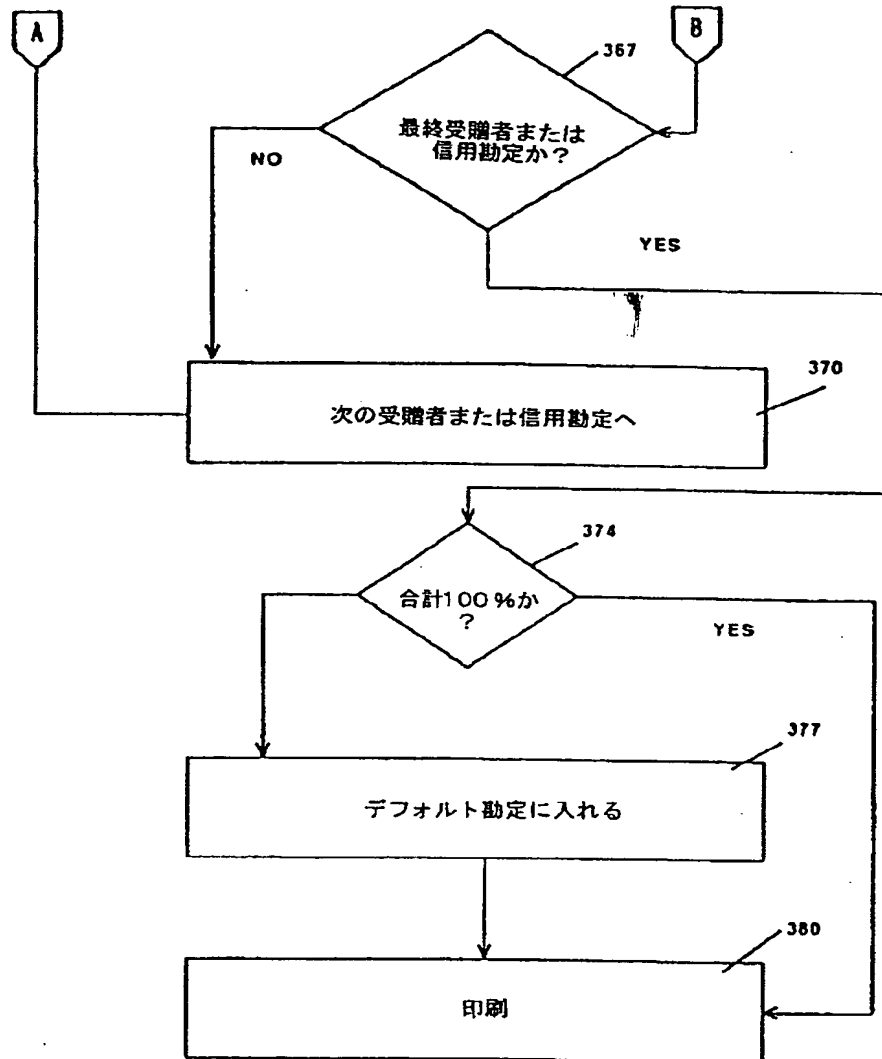 A
B
367
最終受贈者または
信用勘定か？
NO
YES
370
次の受贈者または信用勘定へ
374
合計100%か
？
YES
377
デフォルト勘定に入れる
380
印刷